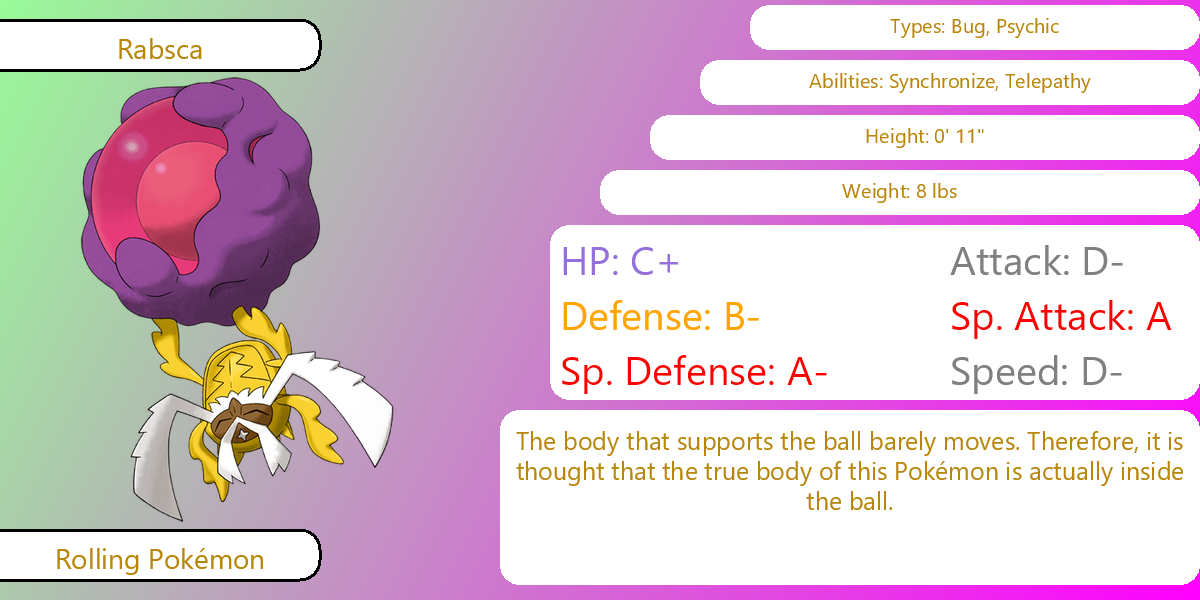 Rabsca
Types: Bug, Psychic
Abilities: Synchronize, Telepathy
Height: 0' 11"
Weight: 8 lbs
HP: C+
Attack: D-
Defense: B-
Sp. Attack: A
Sp. Defense: A-
Speed: D-
The body that supports the ball barely moves. Therefore, it is
thought that the true body of this Pokémon is actually inside
the ball.
Rolling Pokémon